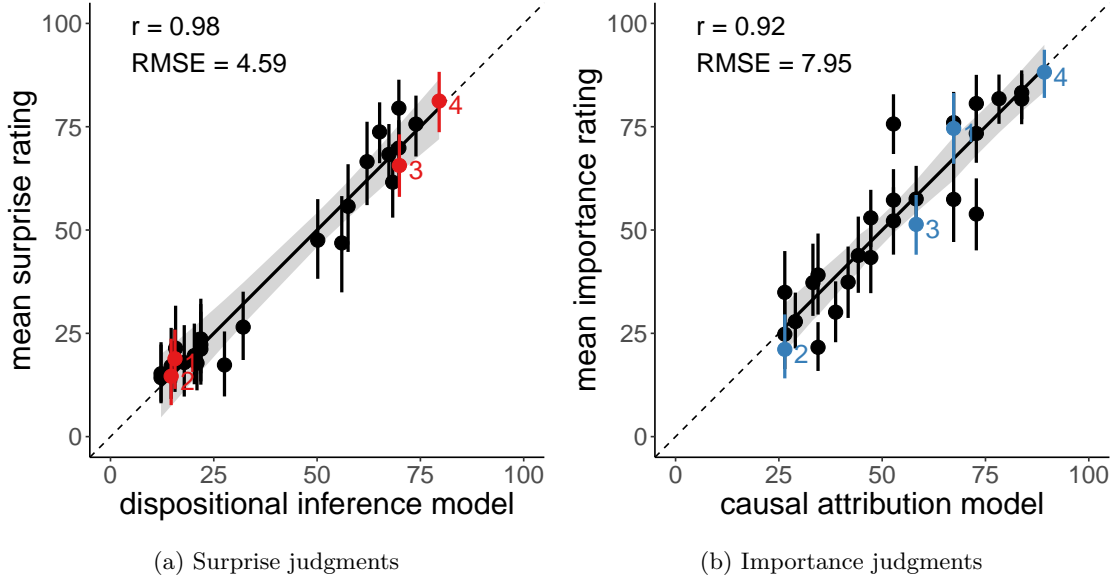 r = 0.98
RMSE = 4.59
mean surprise rating
100
75
50
25
0
4
3
1
2
0
25
50
75
100
dispositional inference model
(a) Surprise judgments
r = 0.92
RMSE = 7.95
mean importance rating
100
75
50
25
0
4
1
3
2
0
25
50
75
100
causal attribution model
(b) Importance judgments